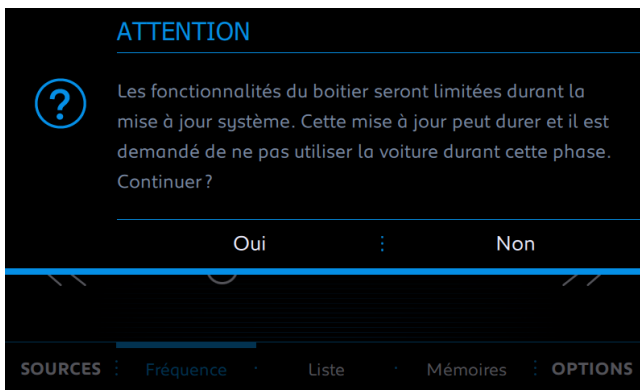 ATTENTION
Les fonctionnalités du boitier seront limitées durant la
mise à jour système. Cette mise à jour peut durer et il est
demandé de ne pas utiliser la voiture durant cette phase.
Continuer ?
Oui Non
SOURCES Fréquence Liste Mémoires OPTIONS